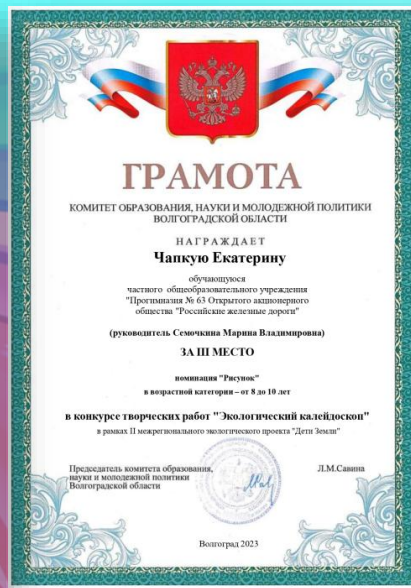 ГРАМОТА
КОМИТЕТ ОБРАЗОВАНИЯ, НАУКИ И МОЛОДЕЖНОЙ ПОЛИТИКИ
ВОЛГОГРАДСКОЙ ОБЛАСТИ
НАГРАЖДАЕТ
Чапкую Екатерину
обучающуюся
частного общеобразовательного учреждения
"Прогимназия № 63 Открытого акционерного
общества "Российские железные дороги"
(руководитель Семочкина Марина Владимировна)
ЗА III МЕСТО
номинация "Рисунок"
в возрастной категории – от 8 до 10 лет
в конкурсе творческих работ "Экологический калейдоскоп"
в рамках II межрегионального экологического проекта "Дети Земли"
Председатель комитета образования,
науки и молодежной политики
Волгоградской области
Л.М.Савина
Волгоград 2023